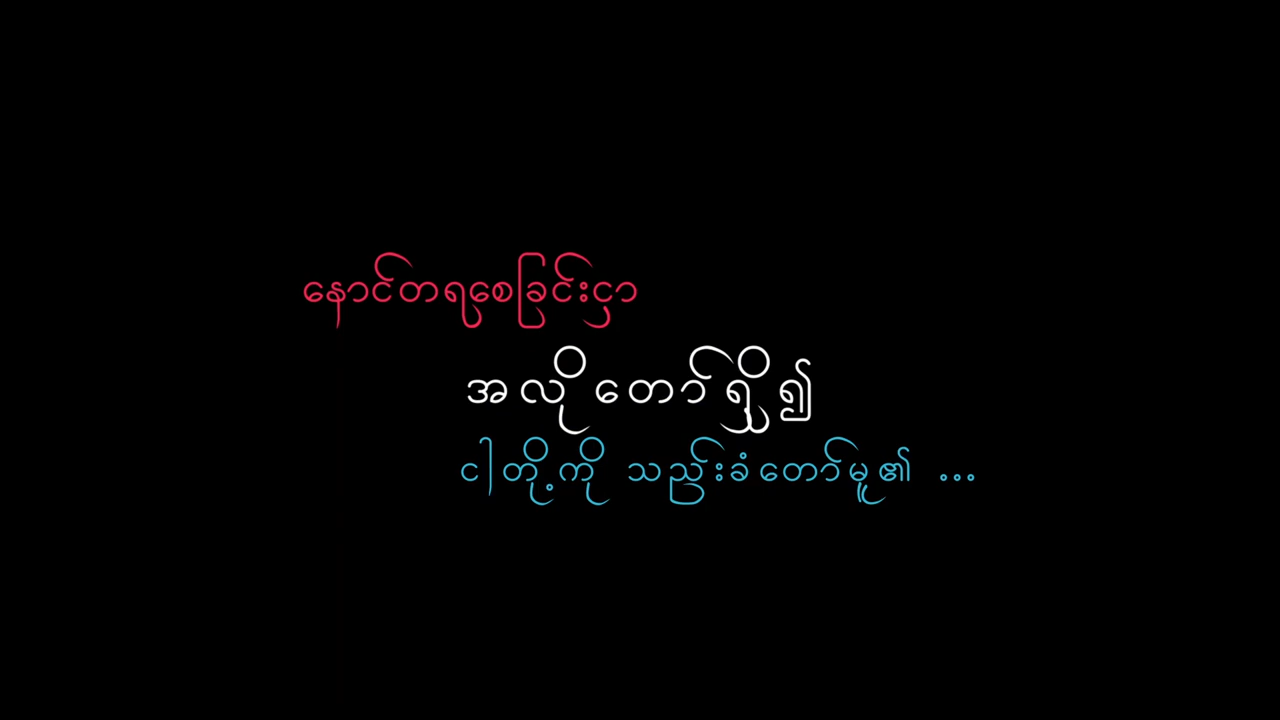 နောင်တရစေခြင်းငှာ
အလိုတော်ရှိ၍
ငါတို့ကို သည်းခံတော်မူ၏ ...